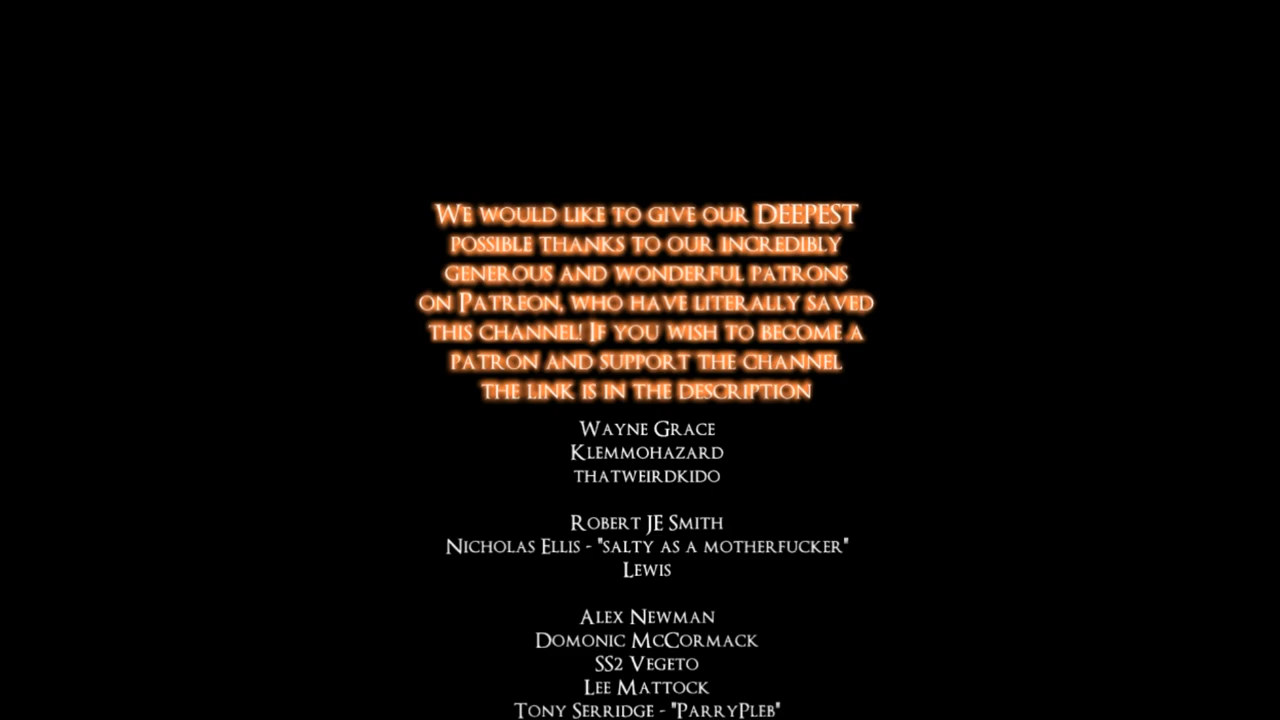 We would like to give our DEEPEST
possible thanks to our incredibly
generous and wonderful patrons
on Patreon, who have literally saved
this channel! If you wish to become a
patron and support the channel
the link is in the description
Wayne Grace
Klemmohazard
thatweirdkido
Robert JE Smith
Nicholas Ellis - "salty as a motherfucker"
Lewis
Alex Newman
Domonic McCormack
SS2 Vegeto
Lee Mattock
Tony Serridge - "ParryPleb"